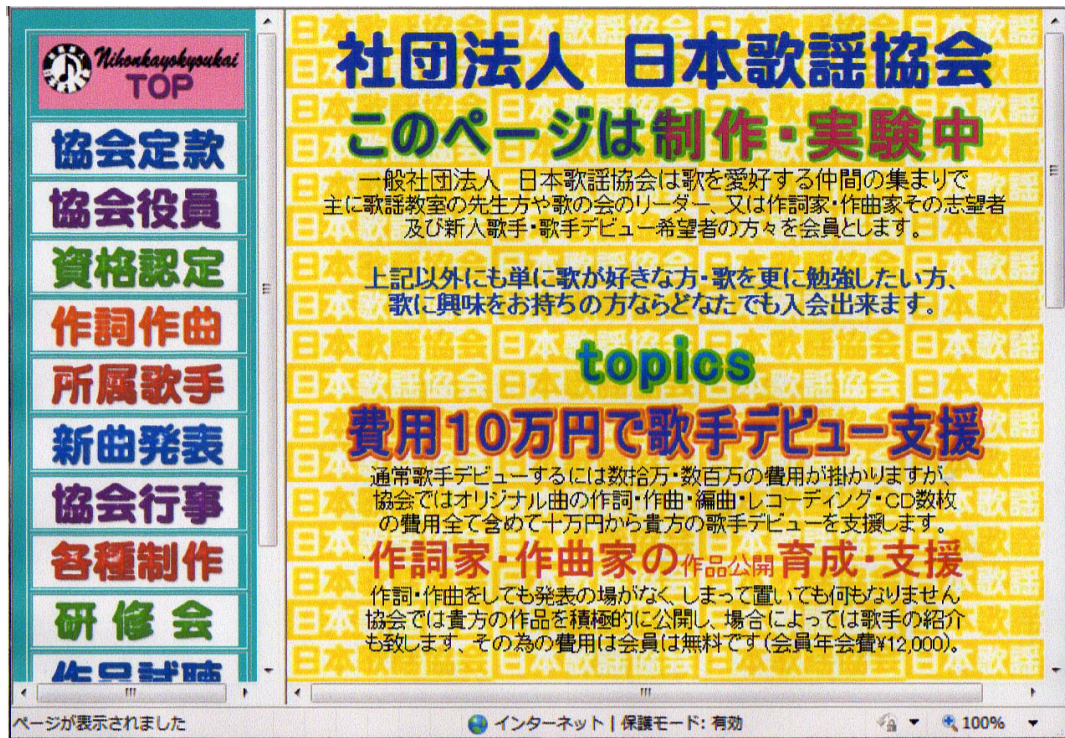 Nihonkayokyoukai
TOP
協会定款
協会役員
資格認定
作詞作曲
所属歌手
新曲発表
協会行事
各種制作
研修会
作品試聴
社団法人 日本歌謡協会
このページは制作・実験中
一般社団法人 日本歌謡協会は歌を愛好する仲間の集まりで
主に歌謡教室の先生方や歌の会のリーダー 又は作詞家・作曲家その志望者
及び新人歌手・歌手デビュー希望者の方々を会員とします。
上記以外にも単に歌が好きな方・歌を更に勉強したい方、
歌に興味をお持ちの方ならどなたでも入会出来ます。
topics
費用10万円で歌手デビュー支援
通常歌手デビューするには数拾万・数百万の費用が掛かりますが、
協会ではオリジナル曲の作詞・作曲・編曲・レコーディング・CD数枚
の費用全て含めて十万円から貴方の歌手デビューを支援します。
作詞家・作曲家の作品公開育成・支援
作詞・作曲をしても発表の場がなく、しまって置いても何もなりません
協会では貴方の作品を積極的に公開し、場合によっては歌手の紹介
も致します、その為の費用は会員は無料です(会員年会費¥12,000)。
ページが表示されました
インターネット | 保護モード: 有効
100%